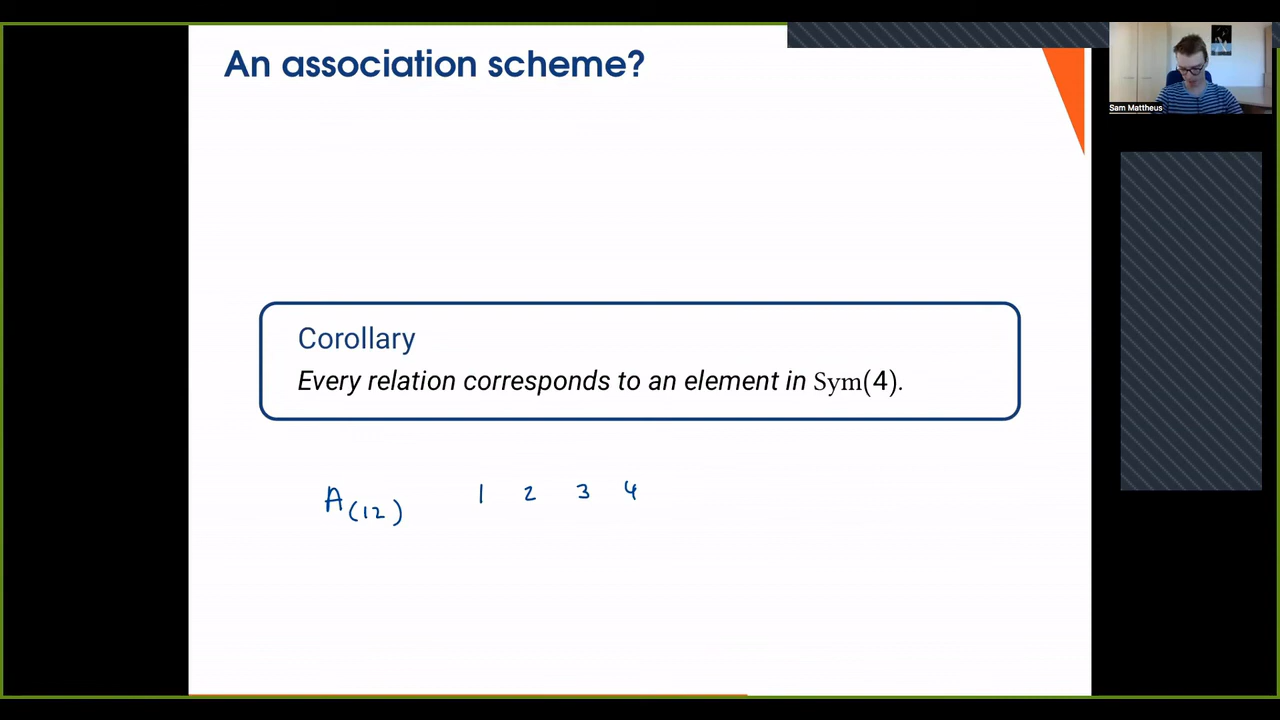 An association scheme?
Sam Mattheus
Corollary
Every relation corresponds to an element in Sym(4).
A(12) 1 2 3 4